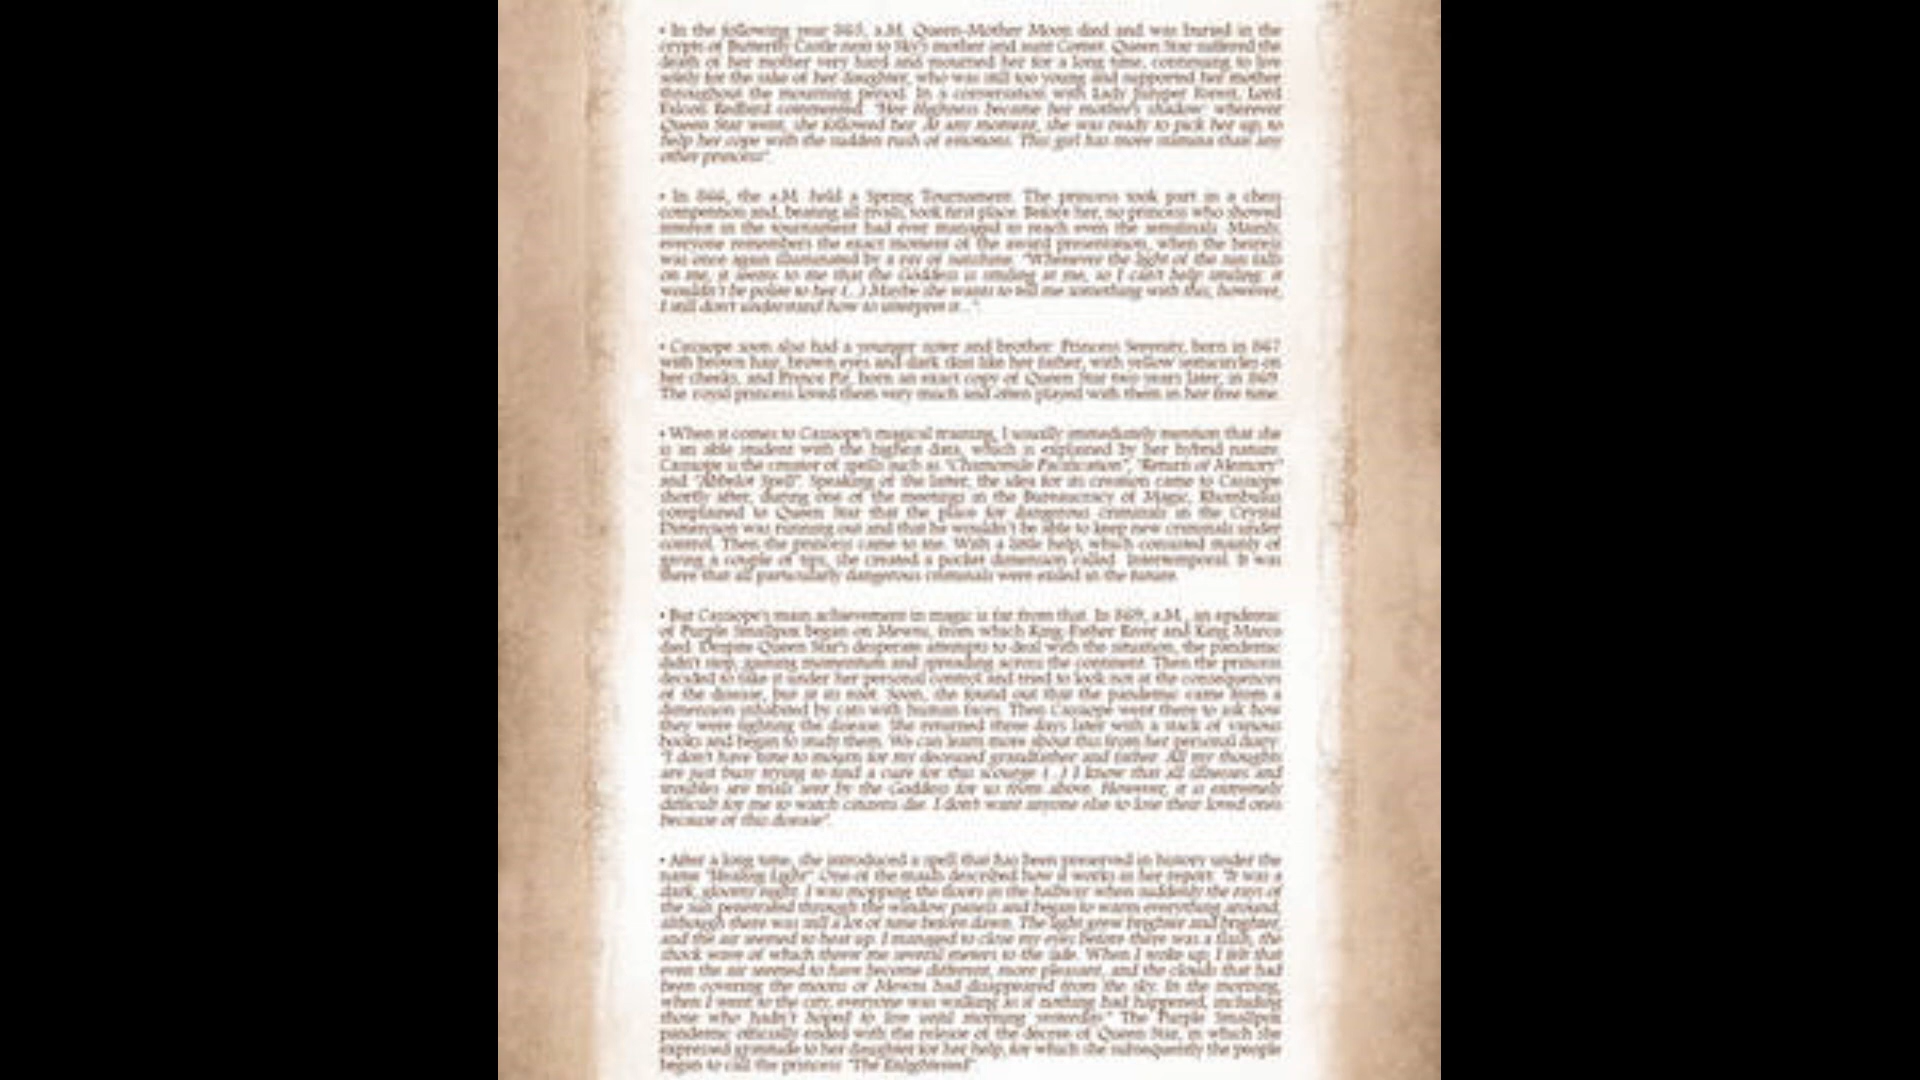 • In the following year 865, a.M. Queen-Mother Moon died and was buried in the
crypts of Butterfly Castle next to Sky's mother and aunt Comet. Queen Star suffered the
death of her mother very hard and mourned her for a long time, continuing to live
solely for the sake of her daughter, who was still too young and supported her mother
throughout the mourning period. In a conversation with Lady Juniper Forest, Lord
Falcon Redbird commented: "Her Highness became her mother's shadow: wherever
Queen Star went, she followed her. At any moment, she was ready to pick her up, to
help her cope with the sudden rush of emotions. This girl has more stamina than any
other princess".
• In 866, the a.M. held a Spring Tournament. The princess took part in a chess
competition and, beating all rivals, took first place. Before her, no princess who showed
interest in the tournament had ever managed to reach even the semifinals. Mainly,
everyone remembers the exact moment of the award presentation, when the heiress
was once again illuminated by a ray of sunshine. "Whenever the light of the sun falls
on me, it seems to me that the Goddess is smiling at me, so I can't help smiling: it
wouldn't be polite to her (...) Maybe she wants to tell me something with this, however,
I still don't understand how to interpret it..."
• Cassiope soon also had a younger sister and brother: Princess Serenity, born in 867
with brown hair, brown eyes and dark skin like her father, with yellow semicircles on
her cheeks, and Prince Pie, born an exact copy of Queen Star two years later, in 869.
The royal princess loved them very much and often played with them in her free time.
• When it comes to Cassiope's magical training, I usually immediately mention that she
is an able student with the highest data, which is explained by her hybrid nature.
Cassiope is the creator of spells such as "Chamomile Pacification", "Return of Memory"
and Spell". Speaking of the latter, the idea for its creation came to Cassiope
shortly after, during one of the meetings in the Bureaucracy of Magic, Rhombulus
complained to Queen Star that the place for dangerous criminals in the Crystal
Dimension was running out and that he wouldn't be able to keep new criminals under
control. Then the princess came to me. With a little help, which consisted mainly of
giving a couple of tips, she created a pocket dimension called Intertemporal. It was
there that all particularly dangerous criminals were exiled in the future.
• But Cassiope's main achievement in magic is far from that. In 869, a.M., an epidemic
of Purple Smallpox began on Mewni, from which King-Father River and King Marco
died. Despite Queen Star's desperate attempts to deal with the situation, the pandemic
didn't stop, gaining momentum and spreading across the continent. Then the princess
decided to take it under her personal control and tried to look not at the consequences
of the disease, but at its root. Soon, she found out that the pandemic came from a
dimension inhabited by cats with human faces. Then Cassiope went there to ask how
they were fighting the disease. She returned three days later with a stack of various
books and began to study them. We can learn more about this from her personal diary:
"I don't have time to mourn for my deceased grandfather and father. All my thoughts
are just busy trying to find a cure for this scourge (...) I know that all illnesses and
troubles are trials sent by the Goddess for us from above. However, it is extremely
difficult for me to watch citizens die. I don't want anyone else to lose their loved ones
because of this disease".
• After a long time, she introduced a spell that has been preserved in history under the
name "Healing Light". One of the maids described how it works in her report: "It was a
dark, gloomy night. I was mopping the floors in the hallway when suddenly the rays of
the sun penetrated through the window panels and began to warm everything around,
although there was still a lot of time before dawn. The light grew brighter and brighter,
and the air seemed to heat up. I managed to close my eyes before there was a flash, the
shock wave of which threw me several meters to the side. When I woke up, I felt that
even the air seemed to have become different, more pleasant, and the clouds that had
been covering the moons of Mewni had disappeared from the sky. In the morning,
when I went to the city, everyone was walking as if nothing had happened, including
those who hadn't hoped to live until morning yesterday." The Purple Smallpox
pandemic officially ended with the release of the decree of Queen Star, in which she
expressed gratitude to her daughter for her help, for which she subsequently the people
began to call the princess "The Enlightened".